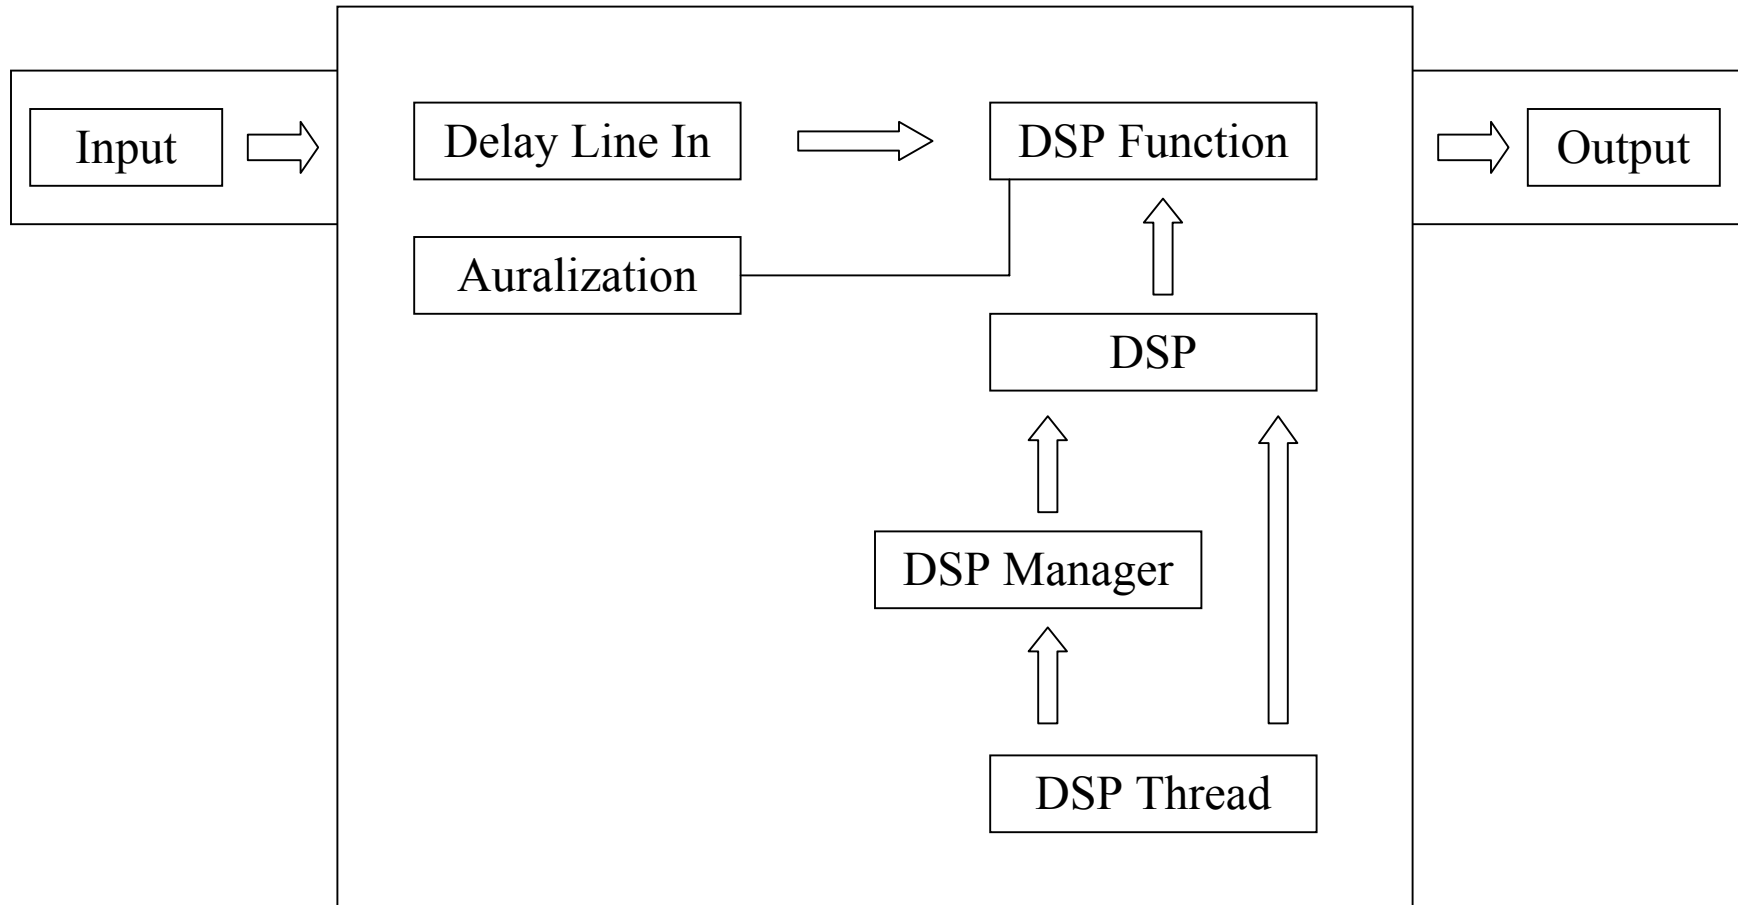 Input
Delay Line In
DSP Function
Output
Auralization
DSP
DSP Manager
DSP Thread